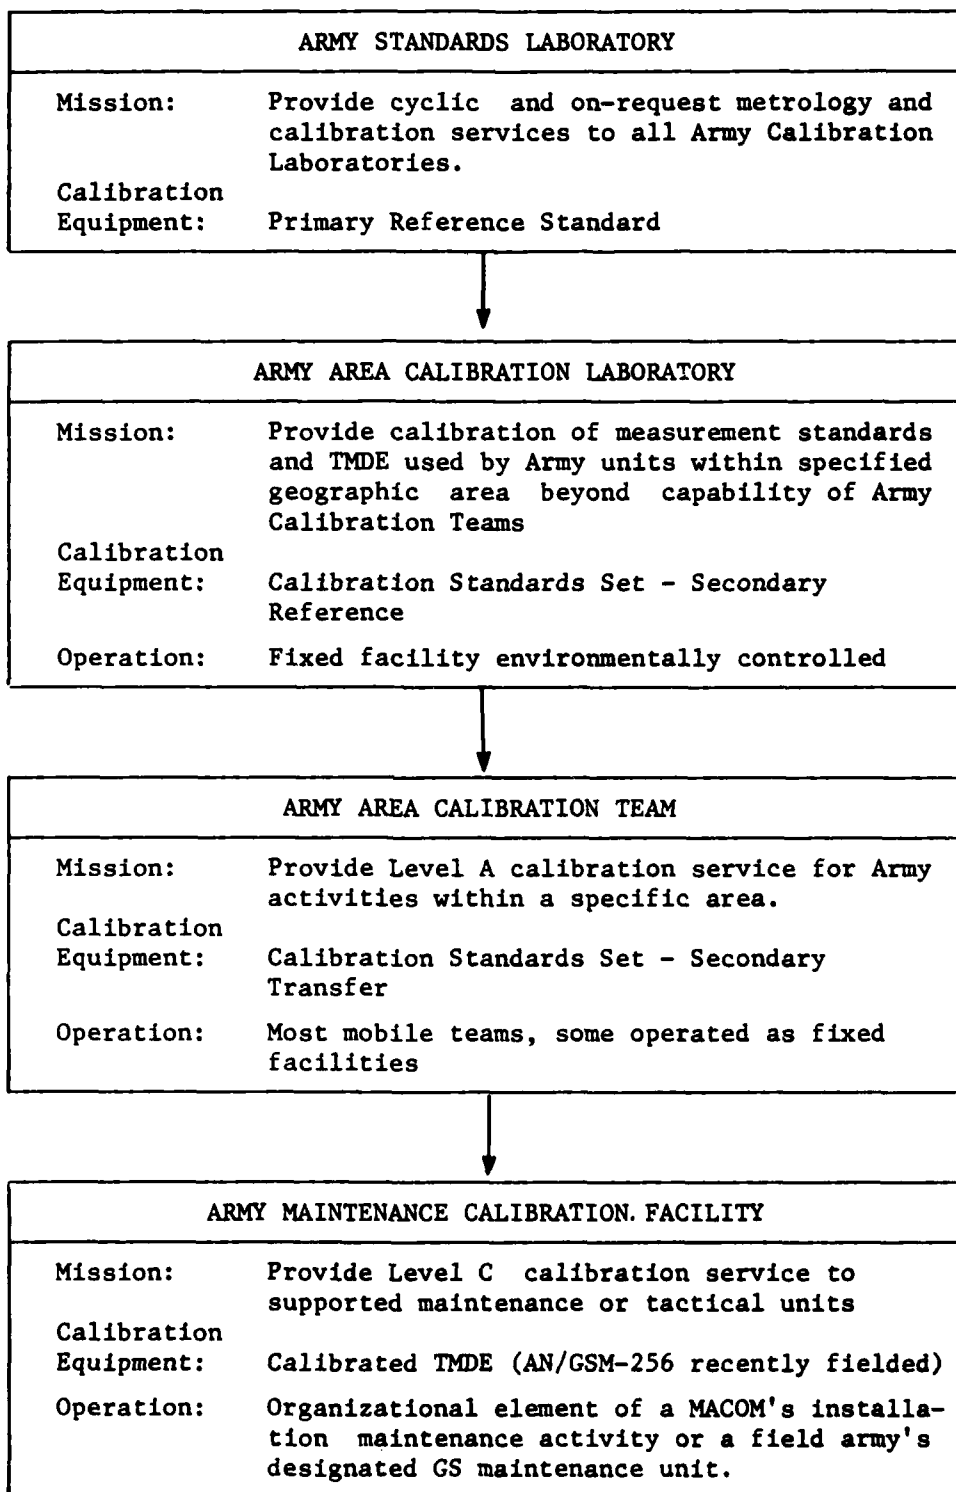 ARMY STANDARDS LABORATORY
Mission: Provide cyclic and on-request metrology and
calibration services to all Army Calibration
Laboratories.
Calibration
Equipment: Primary Reference Standard
ARMY AREA CALIBRATION LABORATORY
Mission: Provide calibration of measurement standards
and TMDE used by Army units within specified
geographic area beyond capability of Army
Calibration Teams
Calibration
Equipment: Calibration Standards Set - Secondary
Reference
Operation: Fixed facility environmentally controlled
ARMY AREA CALIBRATION TEAM
Mission: Provide Level A calibration service for Army
activities within a specific area.
Calibration
Equipment: Calibration Standards Set - Secondary
Transfer
Operation: Most mobile teams, some operated as fixed
facilities
ARMY MAINTENANCE CALIBRATION.FACILITY
Mission: Provide Level C calibration service to
supported maintenance or tactical units
Calibration
Equipment: Calibrated TMDE (AN/GSM-256 recently fielded)
Operation: Organizational element of a MACOM's installa-
tion maintenance activity or a field army's
designated GS maintenance unit.